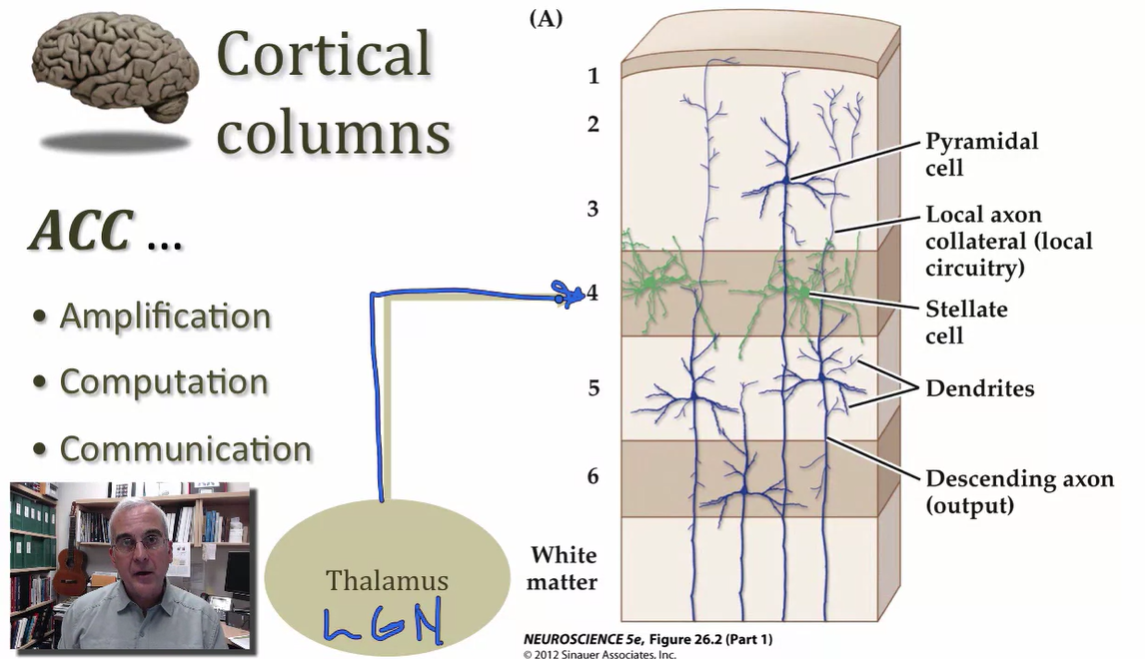 Cortical
columns
ACC ...
• Amplification
• Computation
• Communication
Thalamus
LGN
(A)
1
2
3
4
5
6
White
matter
Pyramidal
cell
Local axon
collateral (local
circuitry)
Stellate
cell
Dendrites
Descending axon
(output)
NEUROSCIENCE 5e, Figure 26.2 (Part 1)
© 2012 Sinauer Associates, Inc.